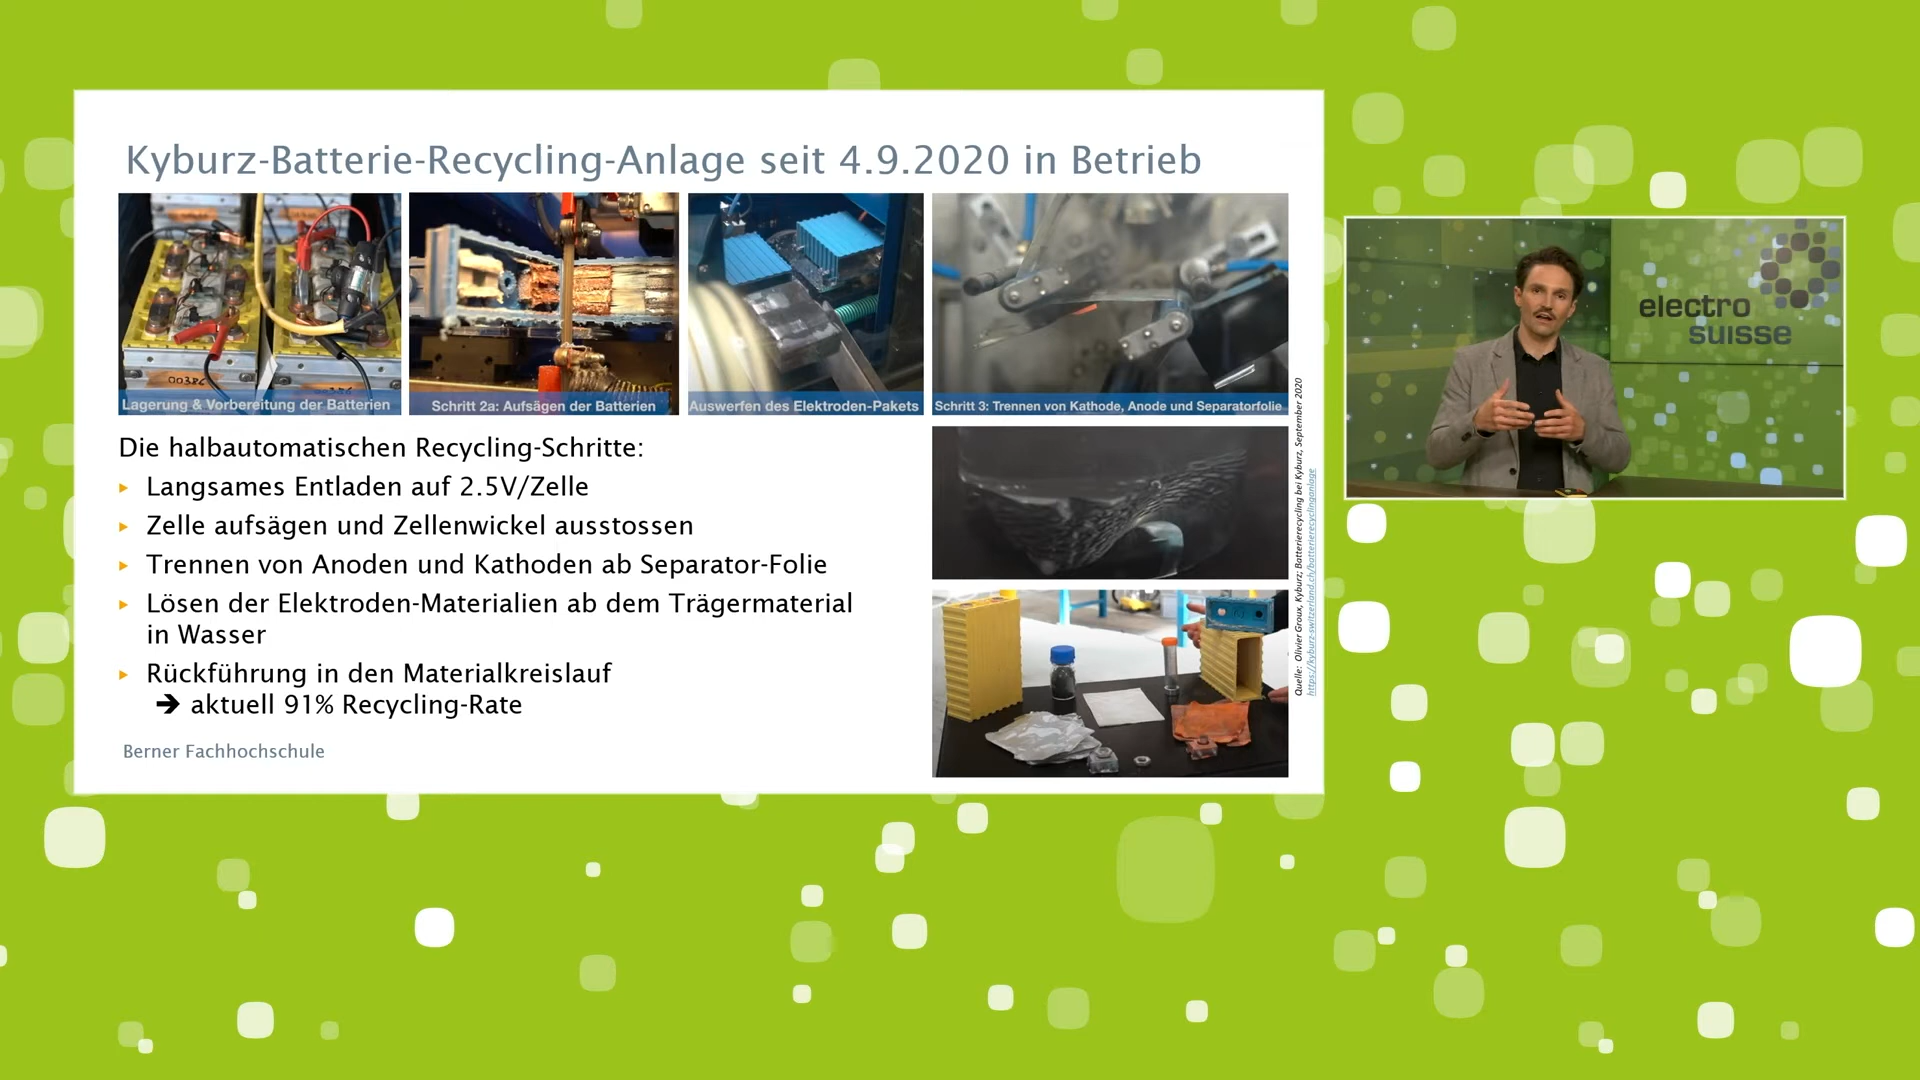 Kyburz-Batterie-Recycling-Anlage seit 4.9.2020 in Betrieb
00386
Lagerung & Vorbereitung der Batterien
Schritt 2a: Aufsägen der Batterien
Auswerfen des Elektroden-Pakets
Schritt 3: Trennen von Kathode, Anode und Separatorfolie
Die halbautomatischen Recycling-Schritte:
Langsames Entladen auf 2.5V/Zelle
Zelle aufsägen und Zellenwickel ausstossen
Trennen von Anoden und Kathoden ab Separator-Folie
Lösen der Elektroden-Materialien ab dem Trägermaterial
in Wasser
Rückführung in den Materialkreislauf
➔ aktuell 91% Recycling-Rate
Berner Fachhochschule
Quelle: Olivier Groux, Kyburz; Batterierecycling bei Kyburz, September 2020
https://kyburz-switzerland.ch/batterierecyclinganlage
electro
suisse